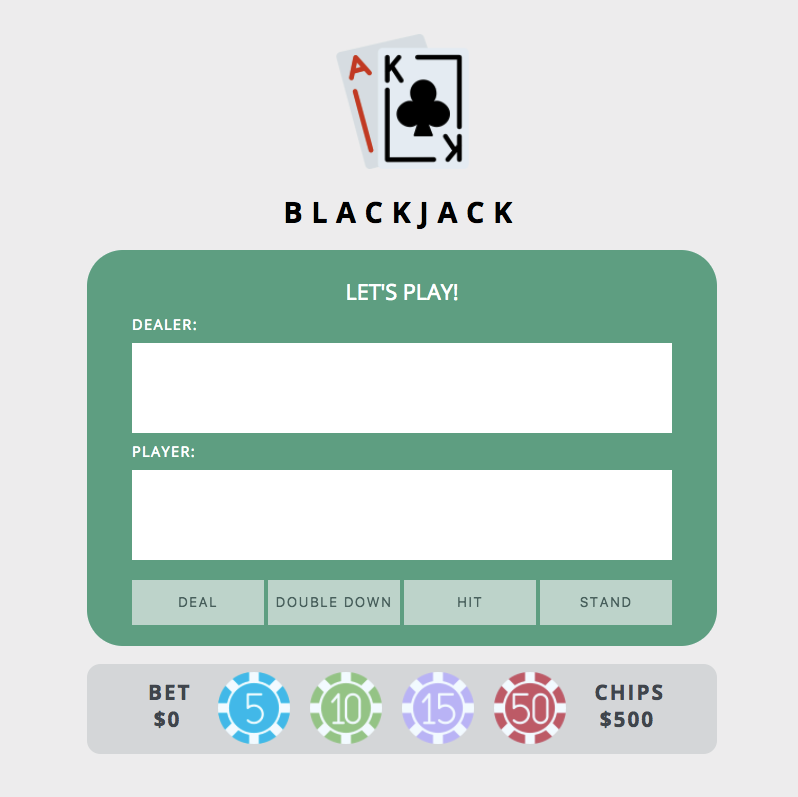 A K
K
BLACKJACK
LET'S PLAY!
DEALER:
PLAYER:
DEAL DOUBLE DOWN HIT STAND
BET 5 10 15 50 CHIPS
$0 $500